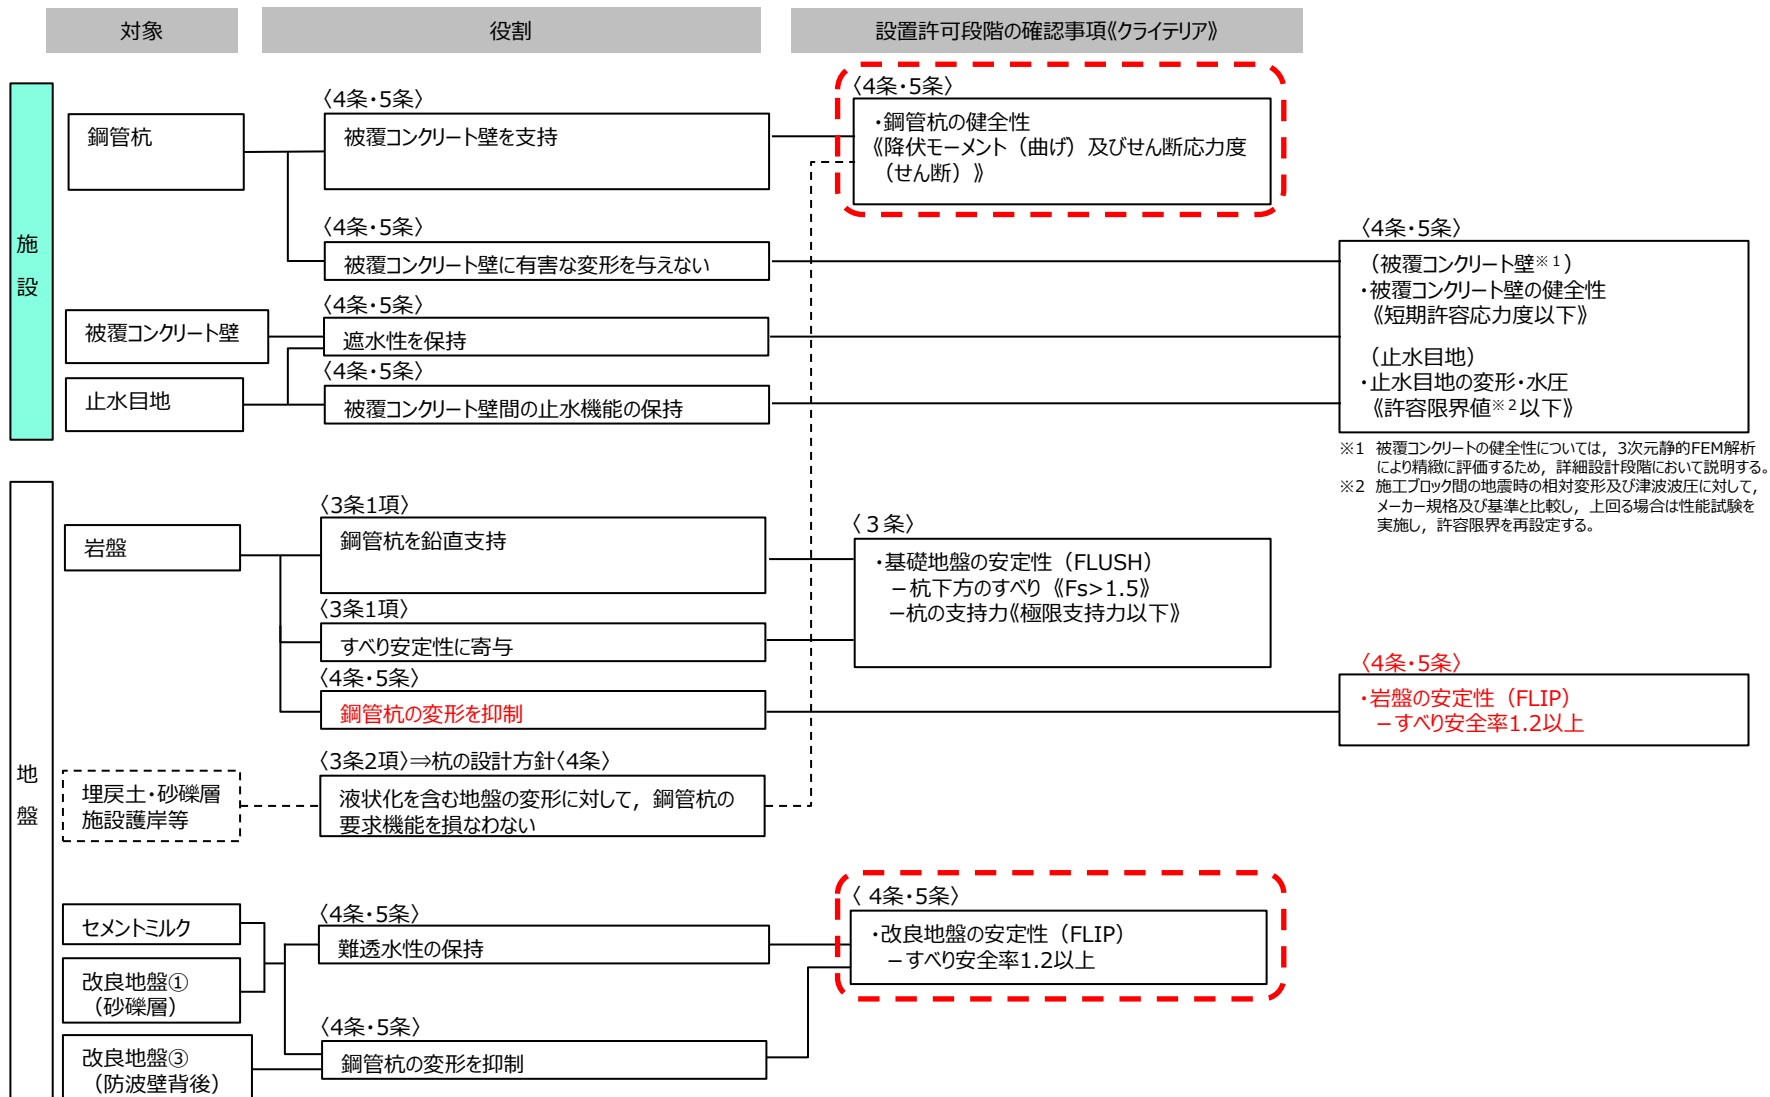 対象
役割
設置許可段階の確認事項《クライテリア》
施
設
鋼管杭
〈4条・5条〉
被覆コンクリート壁を支持
〈4条・5条〉
・鋼管杭の健全性
《降伏モーメント（曲げ）及びせん断応力度
（せん断）》
〈4条・5条〉
被覆コンクリート壁に有害な変形を与えない
被覆コンクリート壁
〈4条・5条〉
遮水性を保持
止水目地
〈4条・5条〉
被覆コンクリート壁間の止水機能の保持
〈4条・5条〉
（被覆コンクリート壁※1）
・被覆コンクリート壁の健全性
《短期許容応力度以下》
（止水目地）
・止水目地の変形・水圧
《許容限界値※2以下》
※1 被覆コンクリートの健全性については，3次元静的FEM解析
により精緻に評価するため，詳細設計段階において説明する。
※2 施工ブロック間の地震時の相対変形及び津波波圧に対して，
メーカー規格及び基準と比較し，上回る場合は性能試験を
実施し，許容限界を再設定する。
地
盤
岩盤
〈3条1項〉
鋼管杭を鉛直支持
〈3条1項〉
すべり安定性に寄与
〈3条〉
・基礎地盤の安定性（FLUSH）
－杭下方のすべり《Fs>1.5》
－杭の支持力《極限支持力以下》
〈4条・5条〉
鋼管杭の変形を抑制
〈4条・5条〉
・岩盤の安定性（FLIP）
－すべり安全率1.2以上
埋戻土・砂礫層
施設護岸等
〈3条2項〉⇒杭の設計方針〈4条〉
液状化を含む地盤の変形に対して，鋼管杭の
要求機能を損なわない
セメントミルク
改良地盤①
（砂礫層）
〈4条・5条〉
難透水性の保持
〈4条・5条〉
・改良地盤の安定性（FLIP）
－すべり安全率1.2以上
改良地盤③
（防波壁背後）
〈4条・5条〉
鋼管杭の変形を抑制